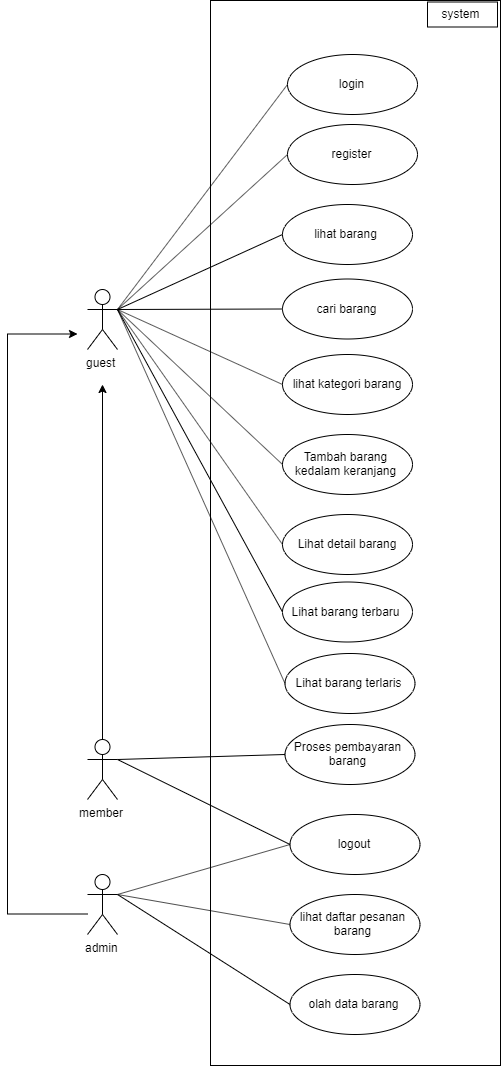 system
login
register
lihat barang
cari barang
guest
lihat kategori barang
Tambah barang
kedalam keranjang
Lihat detail barang
Lihat barang terbaru
Lihat barang terlaris
Proses pembayaran
barang
member
logout
lihat daftar pesanan
barang
admin
olah data barang